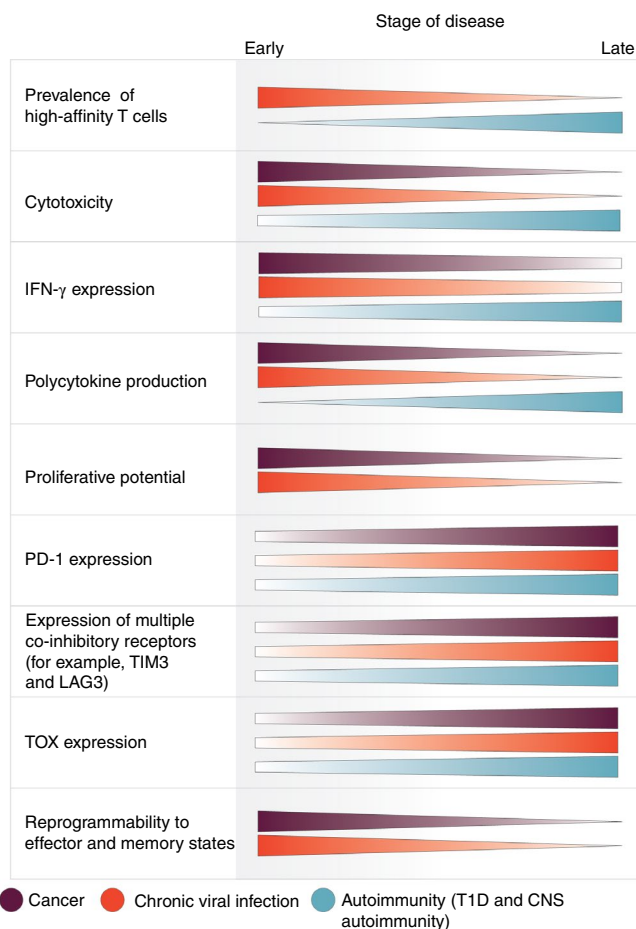 Stage of disease
Early Late
Prevalence of
high-affinity T cells
Cytotoxicity
IFN-γ expression
Polycytokine production
Proliferative potential
PD-1 expression
Expression of multiple
co-inhibitory receptors
(for example, TIM3
and LAG3)
TOX expression
Reprogrammability to
effector and memory states
Cancer Chronic viral infection Autoimmunity (T1D and CNS
autoimmunity)